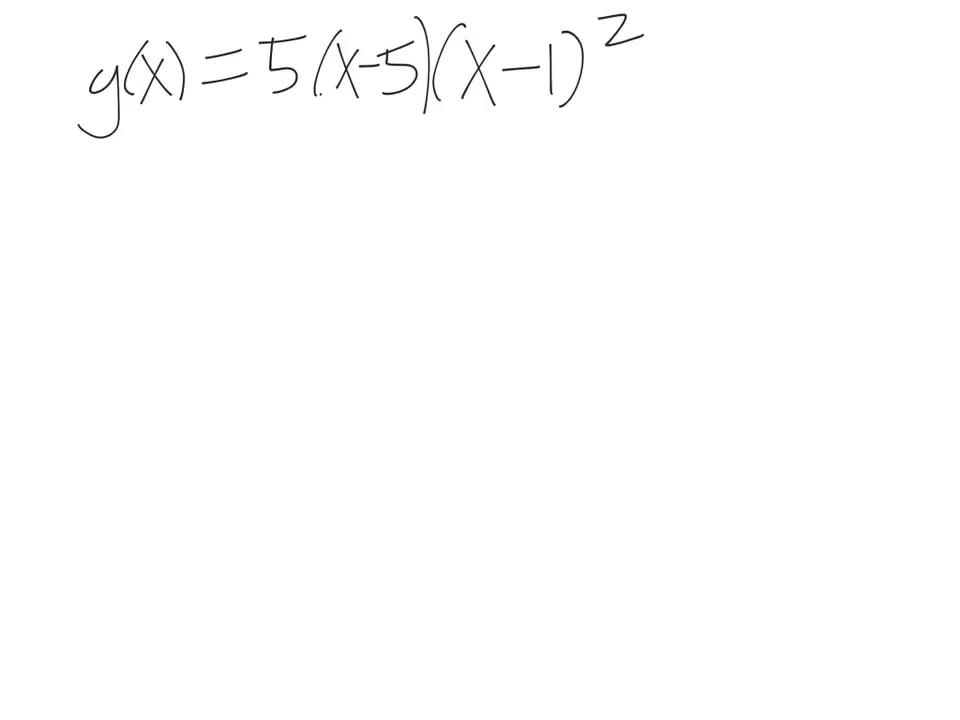 g(x) = 5(x-5)(x-1)²